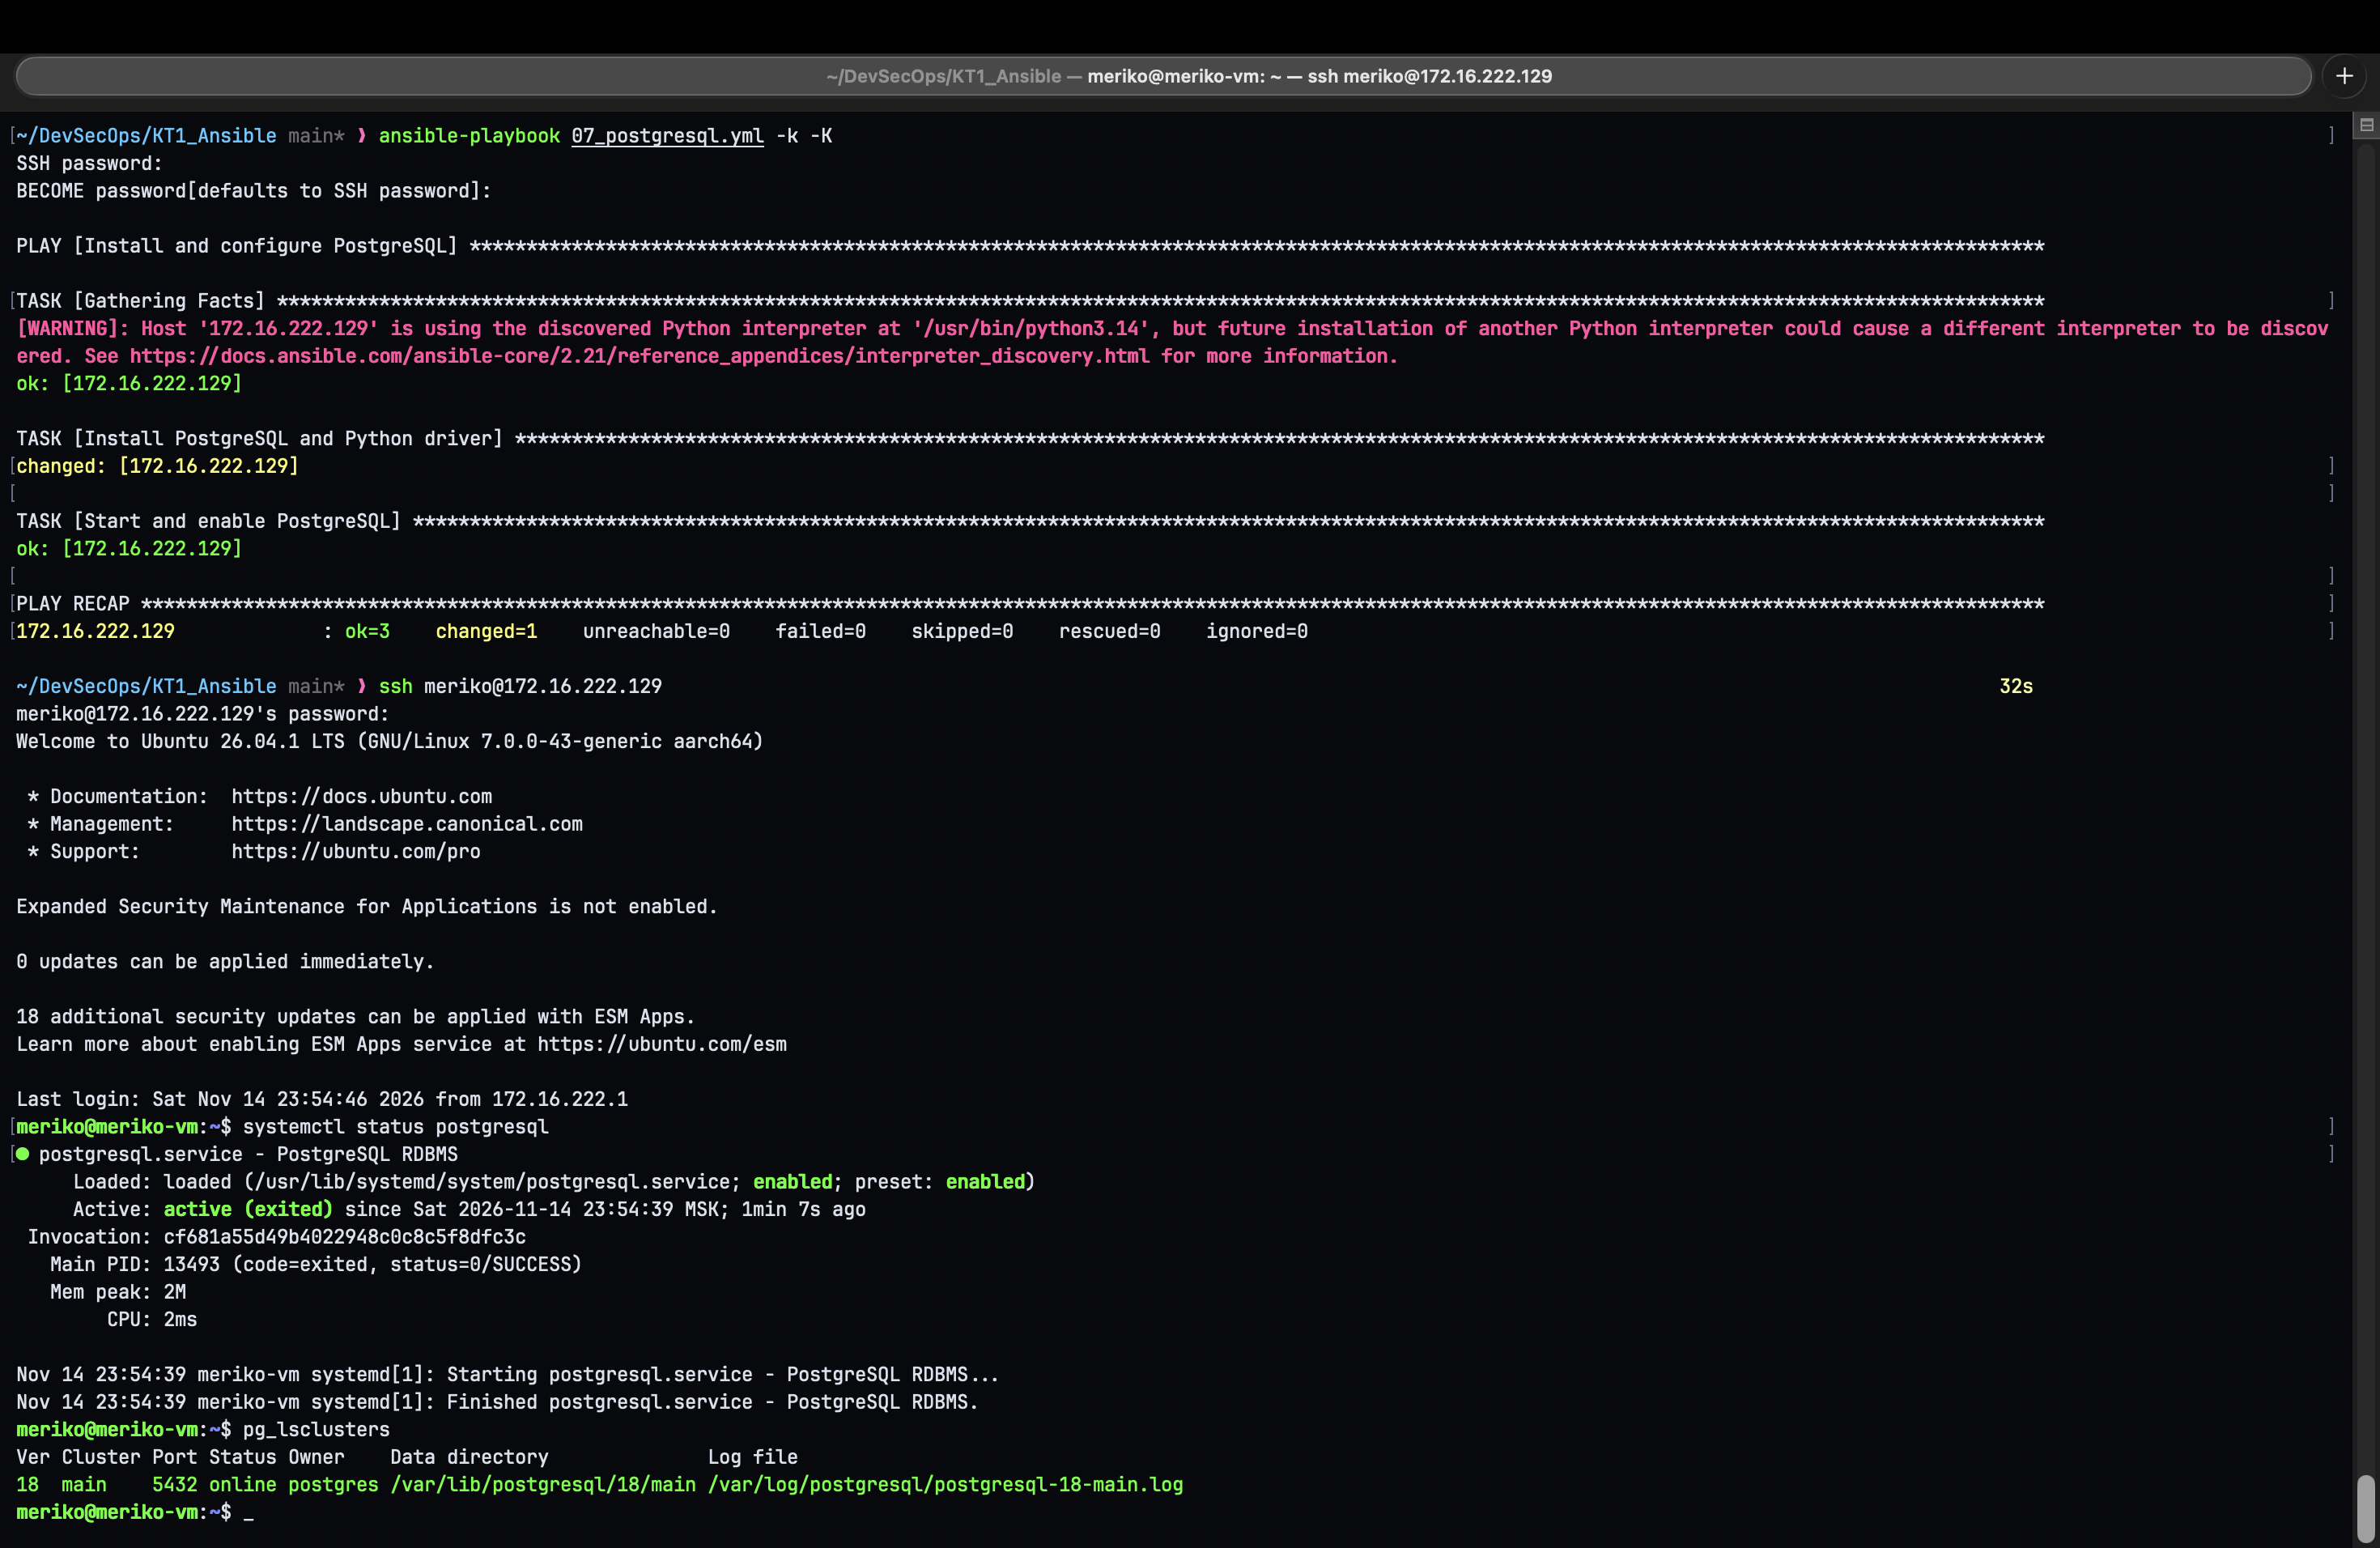 ~/DevSecOps/KT1_Ansible — meriko@meriko-vm: ~ — ssh meriko@172.16.222.129
~/DevSecOps/KT1_Ansible main* ❯ ansible-playbook 07_postgresql.yml -k -K
SSH password:
BECOME password[defaults to SSH password]:
PLAY [Install and configure PostgreSQL] *******************************************************************************************************************************************
TASK [Gathering Facts] ************************************************************************************************************************************************************
[WARNING]: Host '172.16.222.129' is using the discovered Python interpreter at '/usr/bin/python3.14', but future installation of another Python interpreter could cause a different interpreter to be discov
ered. See https://docs.ansible.com/ansible-core/2.21/reference_appendices/interpreter_discovery.html for more information.
ok: [172.16.222.129]
TASK [Install PostgreSQL and Python driver] ***************************************************************************************************************************************
changed: [172.16.222.129]
TASK [Start and enable PostgreSQL] ************************************************************************************************************************************************
ok: [172.16.222.129]
PLAY RECAP ************************************************************************************************************************************************************************
172.16.222.129             : ok=3    changed=1    unreachable=0    failed=0    skipped=0    rescued=0    ignored=0
~/DevSecOps/KT1_Ansible main* ❯ ssh meriko@172.16.222.129 32s
meriko@172.16.222.129's password:
Welcome to Ubuntu 26.04.1 LTS (GNU/Linux 7.0.0-43-generic aarch64)
* Documentation:  https://docs.ubuntu.com
* Management:     https://landscape.canonical.com
* Support:        https://ubuntu.com/pro
Expanded Security Maintenance for Applications is not enabled.
0 updates can be applied immediately.
18 additional security updates can be applied with ESM Apps.
Learn more about enabling ESM Apps service at https://ubuntu.com/esm
Last login: Sat Nov 14 23:54:46 2026 from 172.16.222.1
meriko@meriko-vm:~$ systemctl status postgresql
● postgresql.service - PostgreSQL RDBMS
Loaded: loaded (/usr/lib/systemd/system/postgresql.service; enabled; preset: enabled)
Active: active (exited) since Sat 2026-11-14 23:54:39 MSK; 1min 7s ago
Invocation: cf681a55d49b4022948c0c8c5f8dfc3c
Main PID: 13493 (code=exited, status=0/SUCCESS)
Mem peak: 2M
CPU: 2ms
Nov 14 23:54:39 meriko-vm systemd[1]: Starting postgresql.service - PostgreSQL RDBMS...
Nov 14 23:54:39 meriko-vm systemd[1]: Finished postgresql.service - PostgreSQL RDBMS.
meriko@meriko-vm:~$ pg_lsclusters
Ver Cluster Port Status Owner    Data directory              Log file
18  main    5432 online postgres /var/lib/postgresql/18/main /var/log/postgresql/postgresql-18-main.log
meriko@meriko-vm:~$ _